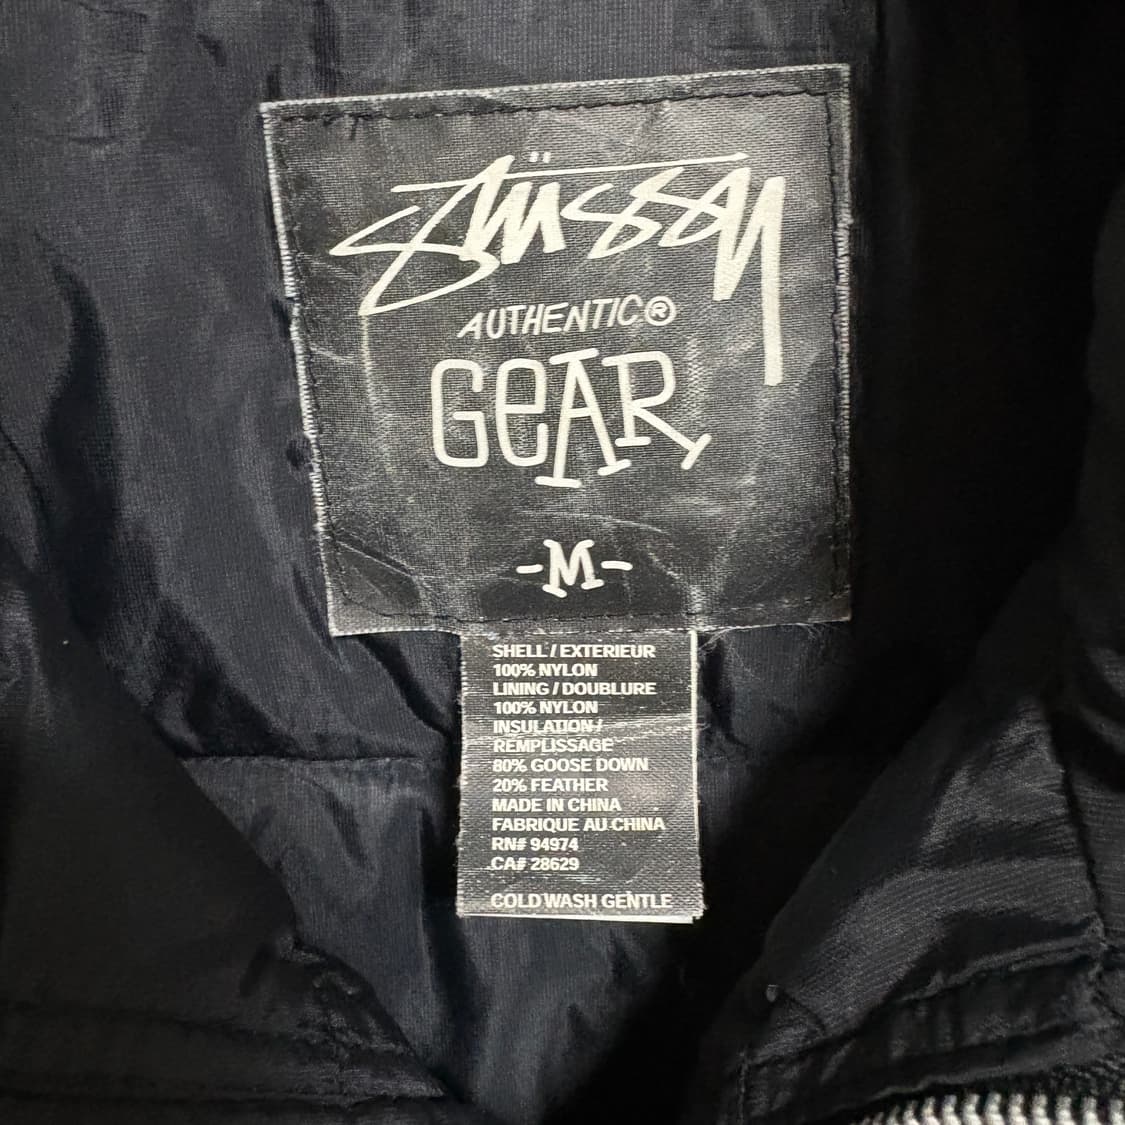 Stüssy
AUTHENTIC®
GeAR
-M-
SHELL / EXTERIEUR
100% NYLON
LINING / DOUBLURE
100% NYLON
INSULATION /
REMPLISSAGE
80% GOOSE DOWN
20% FEATHER
MADE IN CHINA
FABRIQUE AU CHINA
RN# 94974
CA# 28629
COLD WASH GENTLE